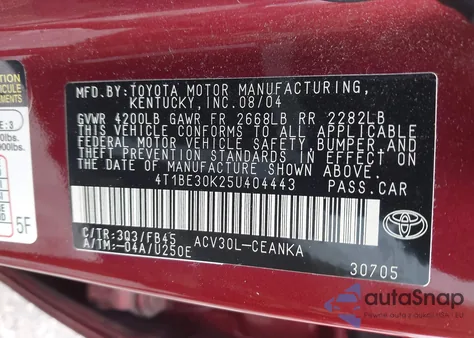 MFD.BY: TOYOTA MOTOR MANUFACTURING,
KENTUCKY, INC. 08/04
GVWR 4200LB GAWR FR 2668LB RR 2282LB
THIS VEHICLE CONFORMS TO ALL APPLICABLE
FEDERAL MOTOR VEHICLE SAFETY, BUMPER, AND
THEFT PREVENTION STANDARDS IN EFFECT ON
THE DATE OF MANUFACTURE SHOWN ABOVE.
4T1BE30K25U404443 PASS.CAR
C/TR:3Q3/FB45 ACV30L-CEANKA
A/TM:-04A/U250E
TOYOTA
30705
5F
autoSnap